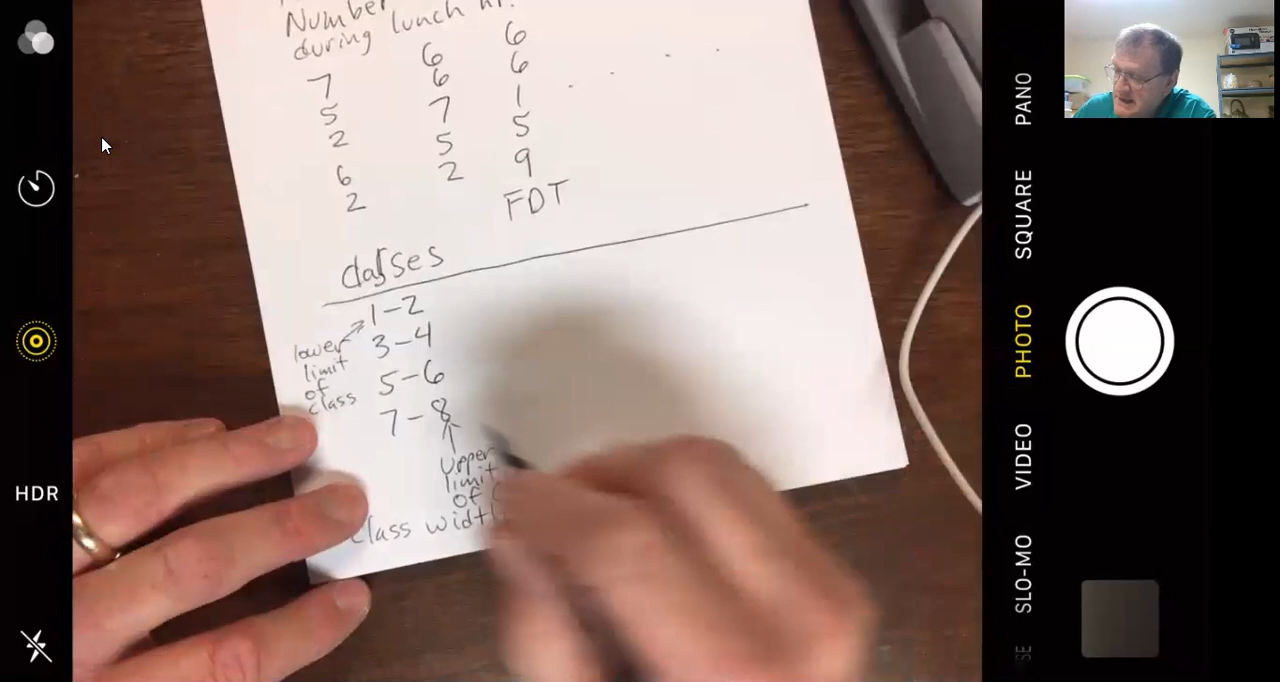 Number
during lunch hr.
6 6
7 6 6
5 7 1
2 5 5
6 2 9
2 FDT
classes
1-2
3-4
5-6
7-8
lower
limit
of
class
Upper
limit
of
class width
HDR
PANO
SQUARE
PHOTO
VIDEO
SLO-MO